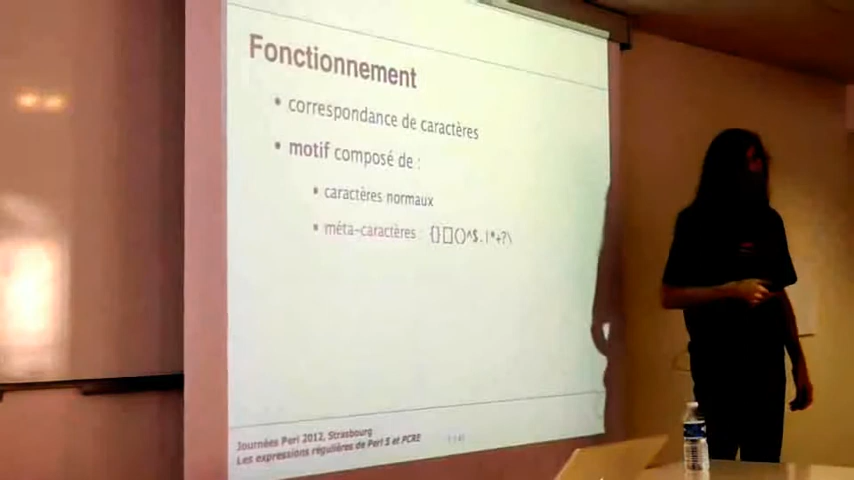 Fonctionnement
• correspondance de caractères
• motif composé de :
• caractères normaux
• méta-caractères : {}[]()^$.|*+?\
Journées Perl 2012, Strasbourg
Les expressions régulières de Perl 5 et PCRE